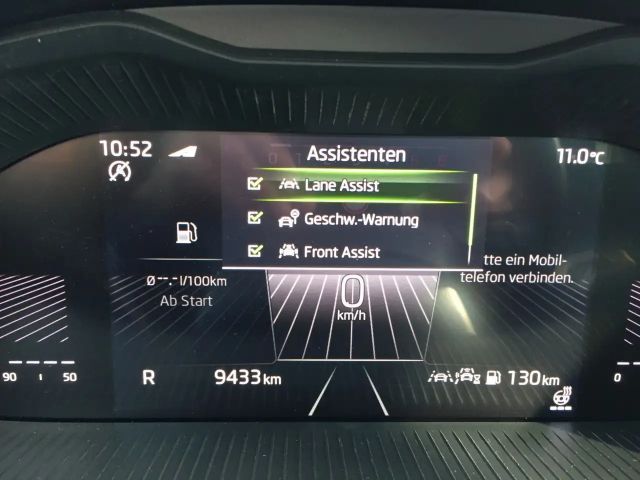 10:52
Assistenten
11.0°C
Lane Assist
Geschw.-Warnung
Front Assist
tte ein Mobil-
telefon verbinden.
Ø --.- l/100km
Ab Start
0
km/h
90 50
0
R 9433 km
130 km